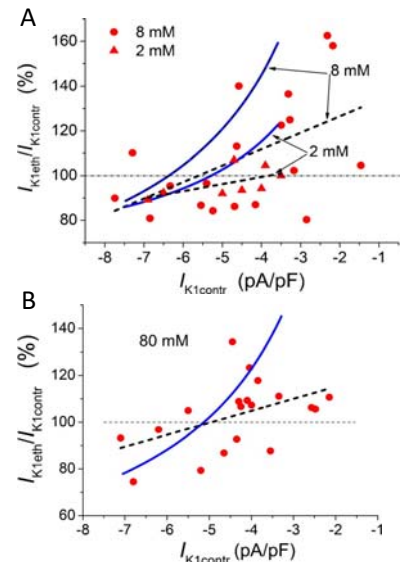 A
8 mM
2 mM
160
140
120
100
80
60
8 mM
2 mM
I_K1eth/I_K1contr (%)
-8 -7 -6 -5 -4 -3 -2 -1
I_K1contr (pA/pF)
B
80 mM
140
120
100
80
60
I_K1eth/I_K1contr (%)
-7 -6 -5 -4 -3 -2 -1
I_K1contr (pA/pF)